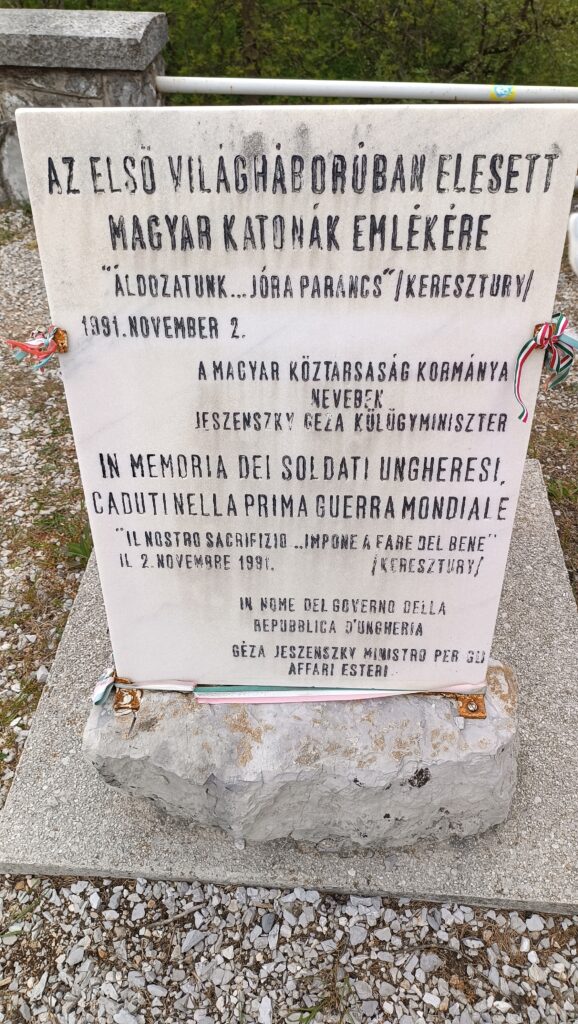 AZ ELSŐ VILÁGHÁBORÚBAN ELESETT
MAGYAR KATONÁK EMLÉKÉRE
"ÁLDOZATUNK...JÓRA PARANCS" /KERESZTURY/
1991. NOVEMBER 2.
A MAGYAR KÖZTARSASÁG KORMÁNYA
NEVEBEK
JESZENSZKY GÉZA KÜLÜGYMINISZTER
IN MEMORIA DEI SOLDATI UNGHERESI,
CADUTI NELLA PRIMA GUERRA MONDIALE
"IL NOSTRO SACRIFIZIO ..IMPONE A FARE DEL BENE"
IL 2. NOVEMBRE 1991. /KERESZTURY/
IN NOME DEL GOVERNO DELLA
REPUBBLICA D'UNGHERIA
GÉZA JESZENSZKY MINISTRO PER GLI
AFFARI ESTERI